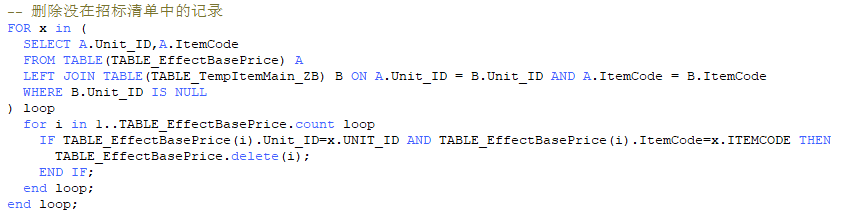 -- 删除没在招标清单中的记录
FOR x in (
  SELECT A.Unit_ID,A.ItemCode
  FROM TABLE(TABLE_EffectBasePrice) A
  LEFT JOIN TABLE(TABLE_TempItemMain_ZB) B ON A.Unit_ID = B.Unit_ID AND A.ItemCode = B.ItemCode
  WHERE B.Unit_ID IS NULL
) loop
  for i in 1..TABLE_EffectBasePrice.count loop
    IF TABLE_EffectBasePrice(i).Unit_ID=x.UNIT_ID AND TABLE_EffectBasePrice(i).ItemCode=x.ITEMCODE THEN
      TABLE_EffectBasePrice.delete(i);
    END IF;
  end loop;
end loop;